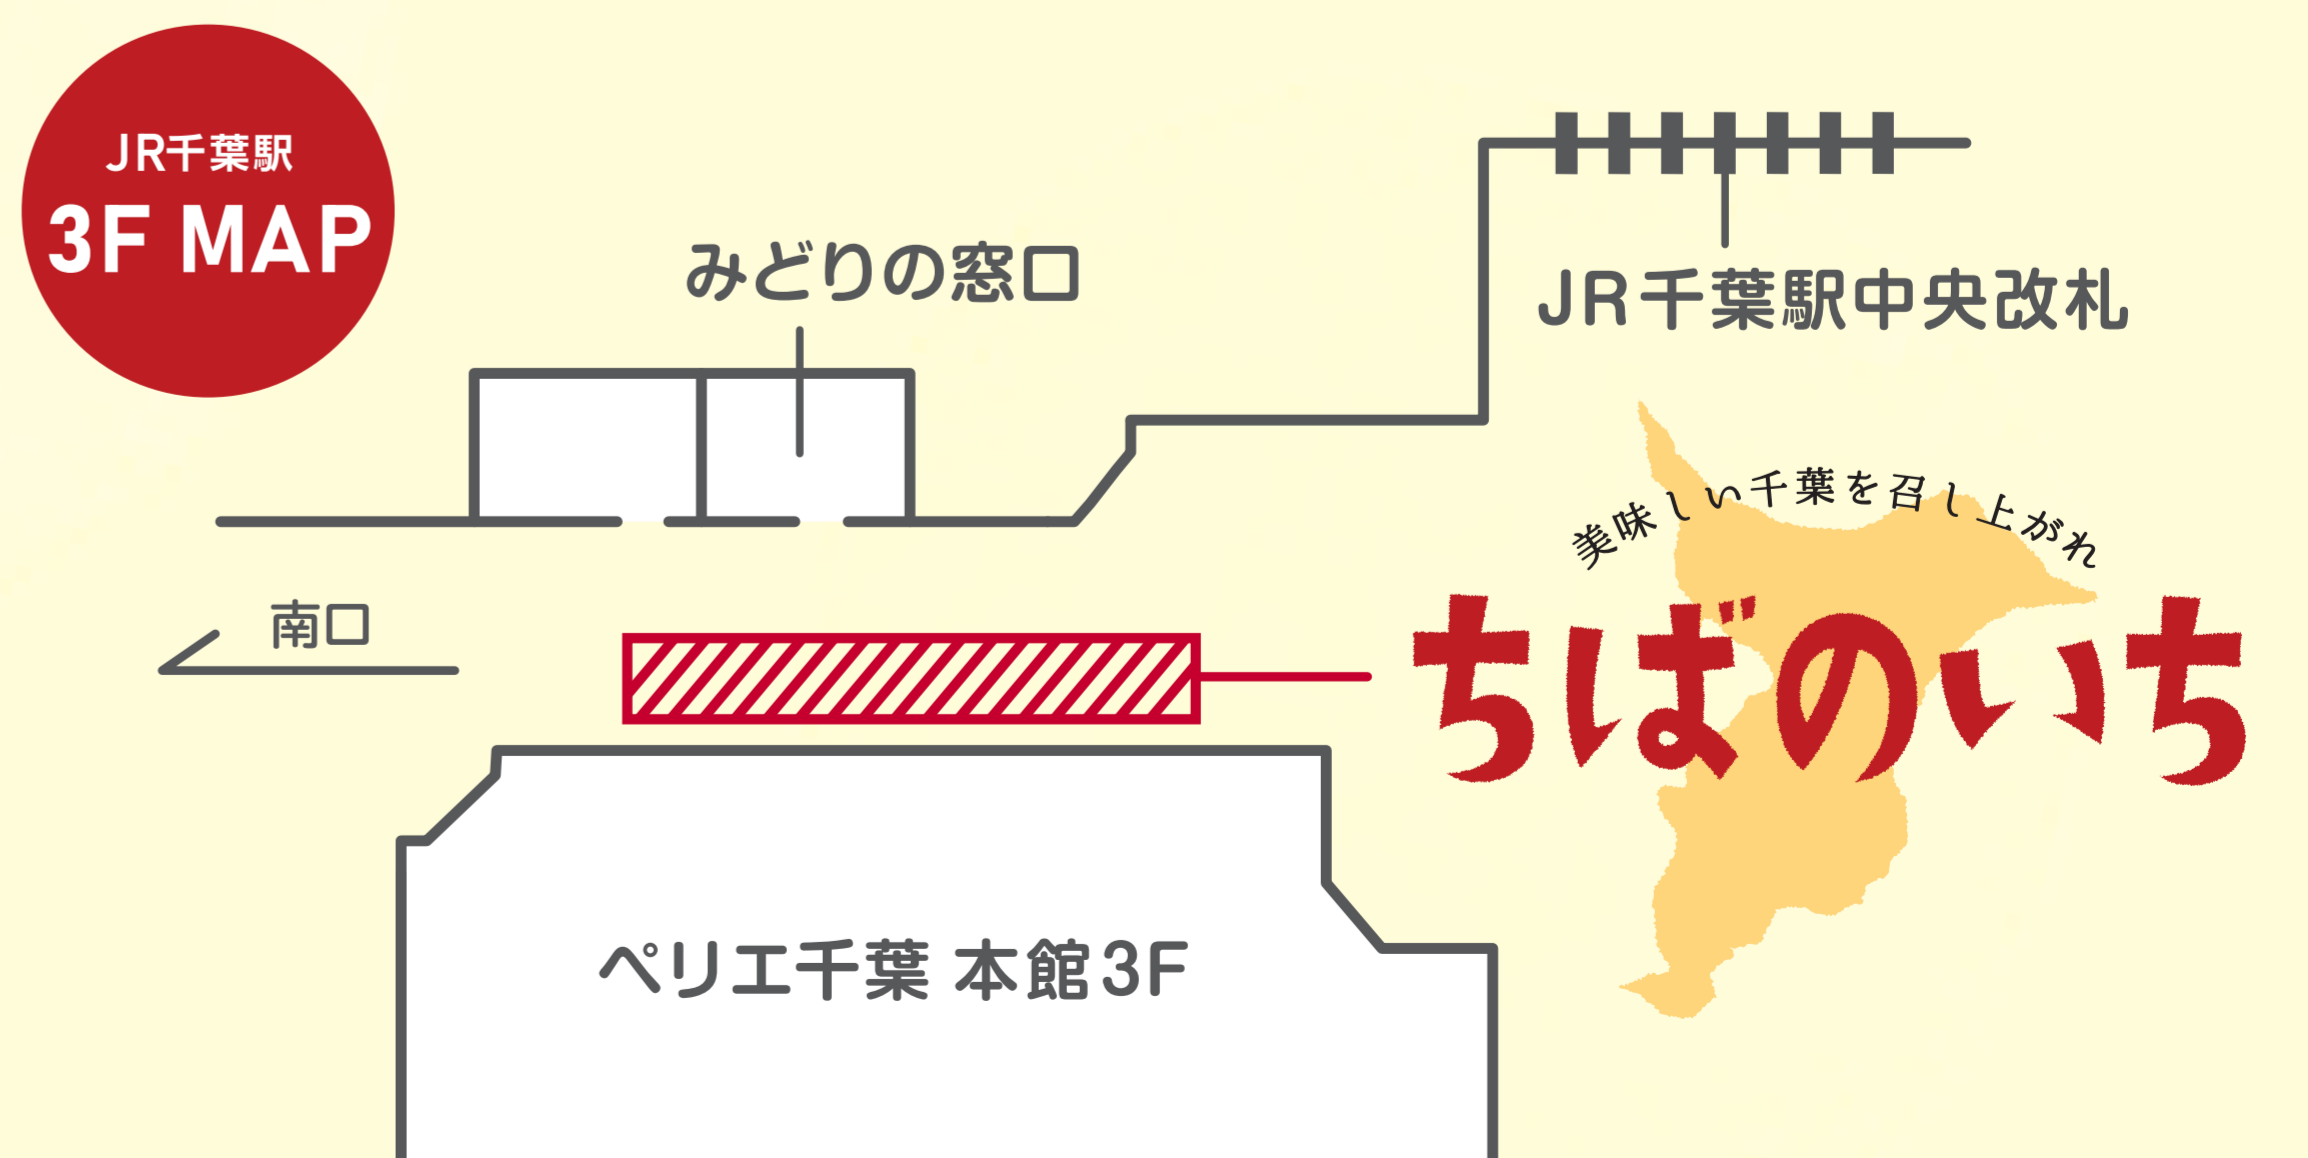 JR千葉駅
3F MAP
みどりの窓口
JR千葉駅中央改札
南口
美味しい千葉を召し上がれ
ちばのいち
ペリエ千葉 本館3F